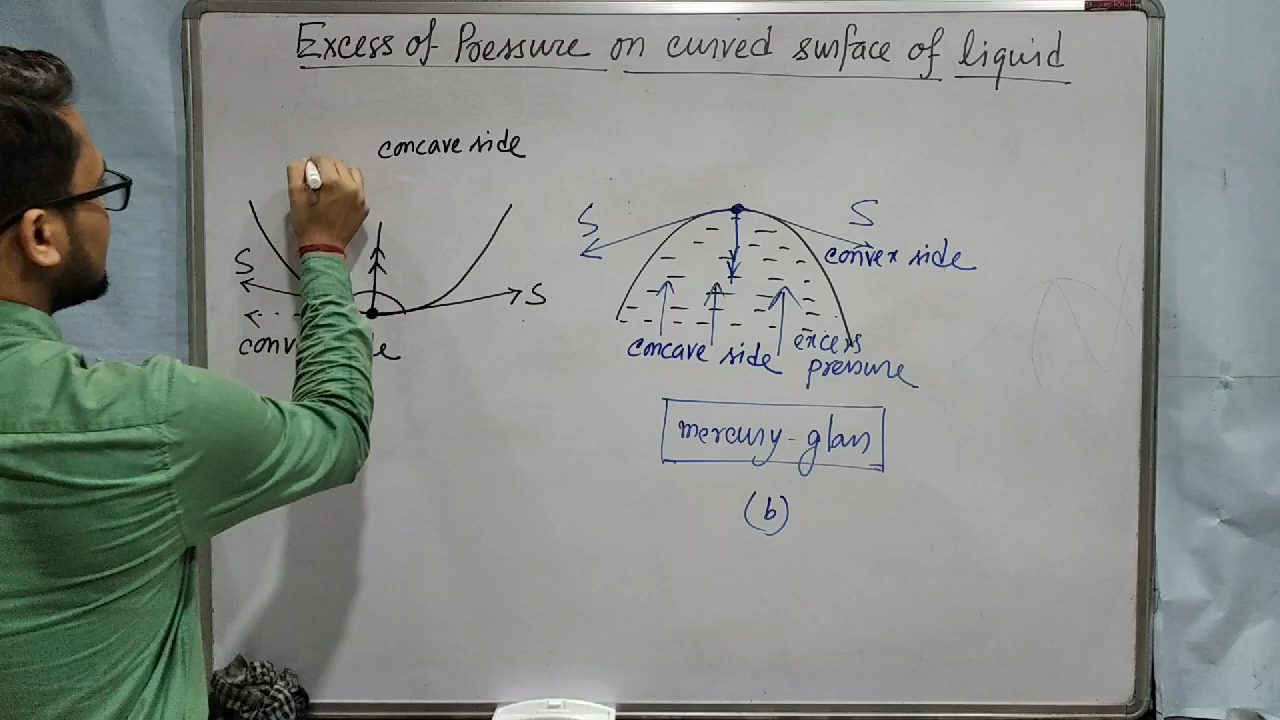 Excess of Pressure on curved surface of liquid
concave side
S
S
S
S
convex side
concave side
excess
pressure
mercury-glass
(b)